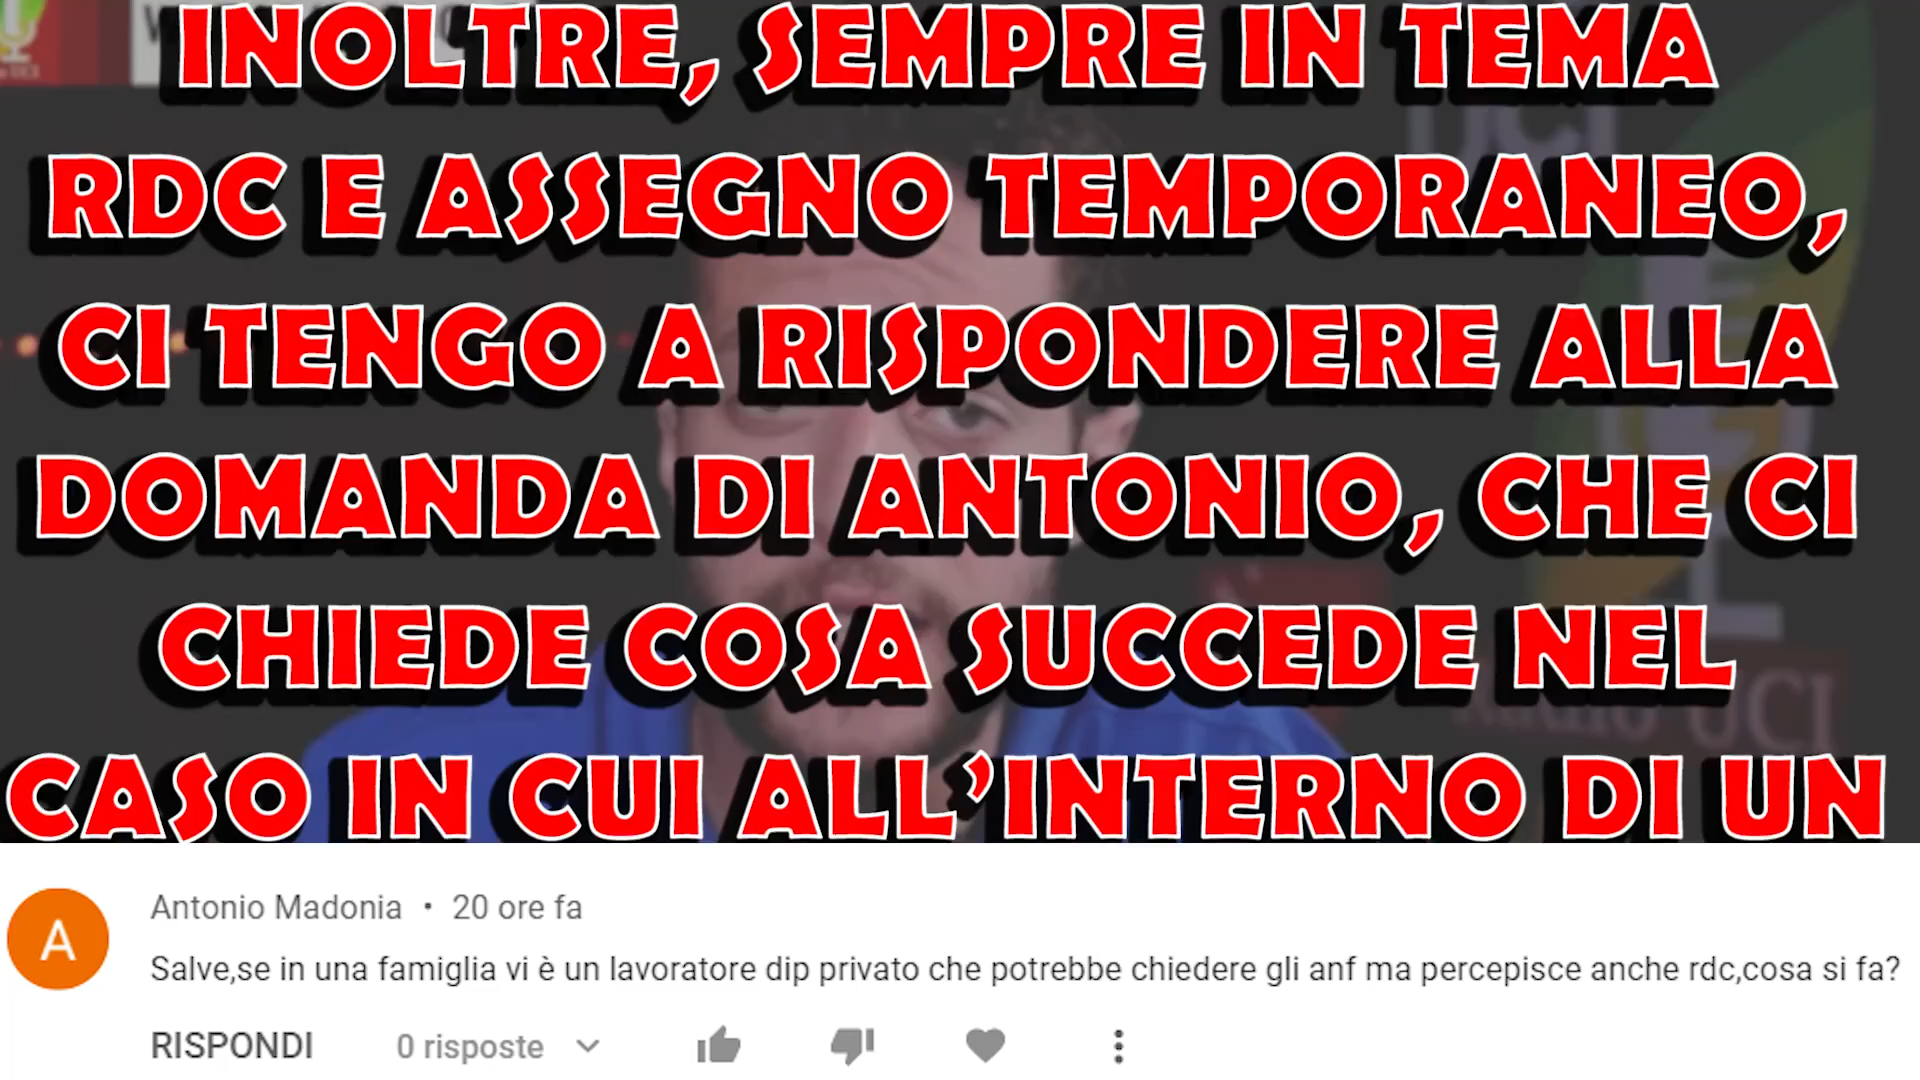 INOLTRE, SEMPRE IN TEMA
RDC E ASSEGNO TEMPORANEO,
CI TENGO A RISPONDERE ALLA
DOMANDA DI ANTONIO, CHE CI
CHIEDE COSA SUCCEDE NEL
CASO IN CUI ALL'INTERNO DI UN
UCI
Radio UCI
A
Antonio Madonia • 20 ore fa
Salve,se in una famiglia vi è un lavoratore dip privato che potrebbe chiedere gli anf ma percepisce anche rdc,cosa si fa?
RISPONDI 0 risposte